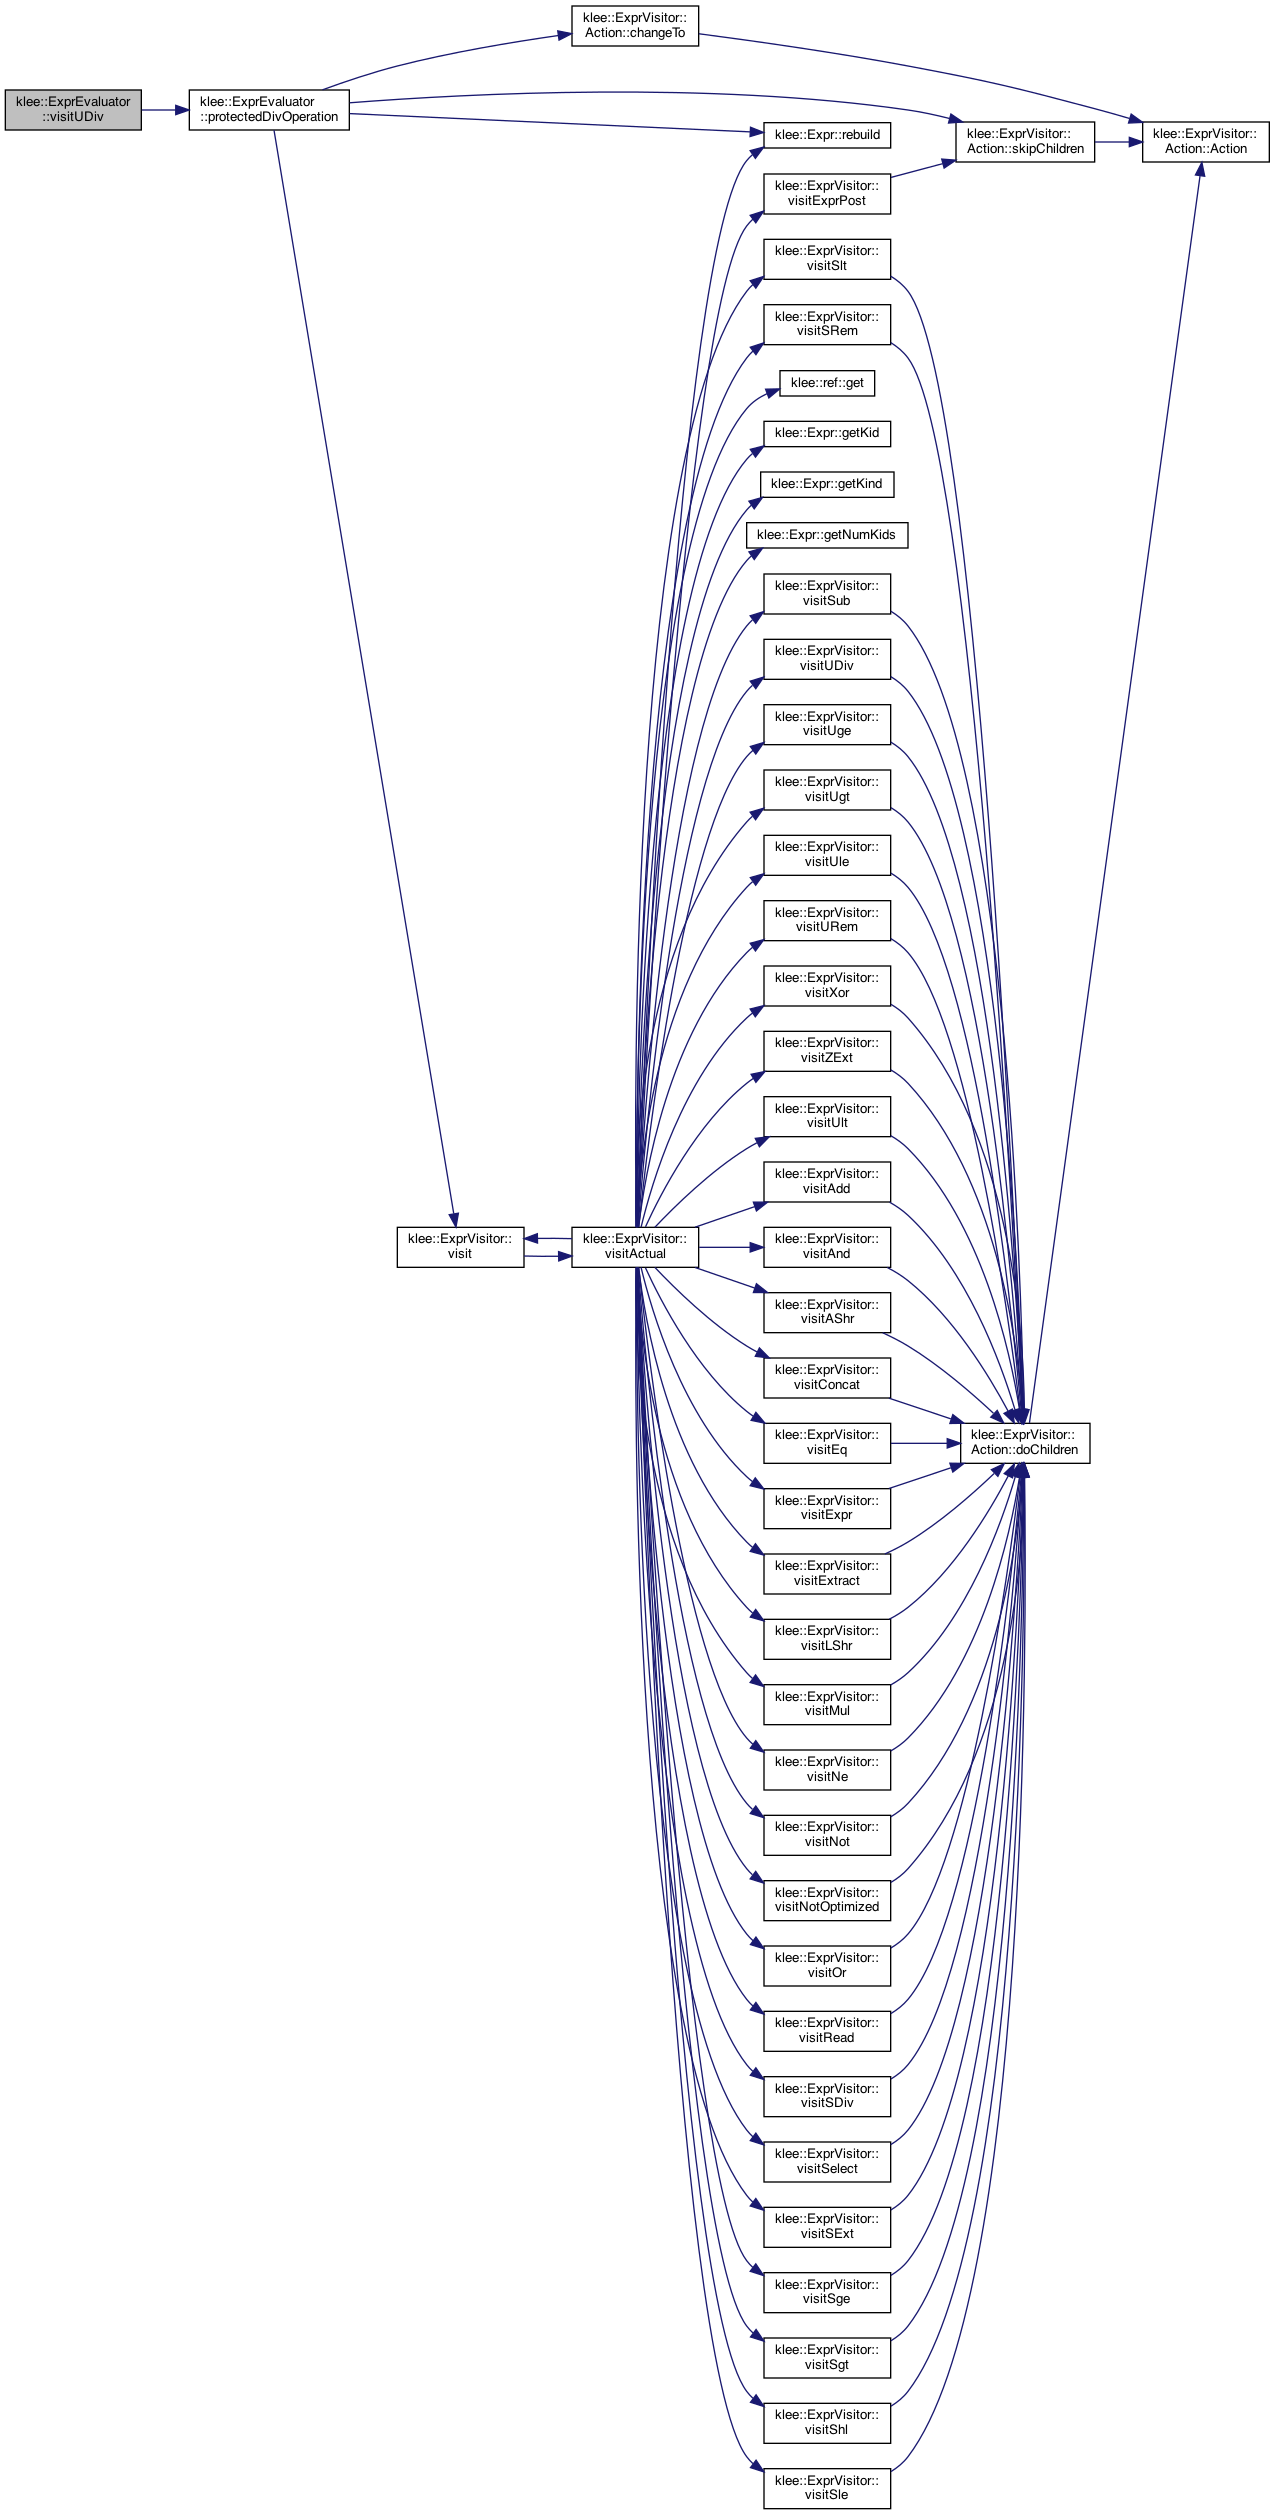 klee::ExprEvaluator
::visitUDiv
klee::ExprEvaluator
::protectedDivOperation
klee::ExprVisitor::
Action::changeTo
klee::Expr::rebuild
klee::ExprVisitor::
Action::skipChildren
klee::ExprVisitor::
Action::Action
klee::ExprVisitor::
visitExprPost
klee::ExprVisitor::
visitSlt
klee::ExprVisitor::
visitSRem
klee::ref::get
klee::Expr::getKid
klee::Expr::getKind
klee::Expr::getNumKids
klee::ExprVisitor::
visitSub
klee::ExprVisitor::
visitUDiv
klee::ExprVisitor::
visitUge
klee::ExprVisitor::
visitUgt
klee::ExprVisitor::
visitUle
klee::ExprVisitor::
visitURem
klee::ExprVisitor::
visitXor
klee::ExprVisitor::
visitZExt
klee::ExprVisitor::
visitUlt
klee::ExprVisitor::
visitAdd
klee::ExprVisitor::
visit
klee::ExprVisitor::
visitActual
klee::ExprVisitor::
visitAnd
klee::ExprVisitor::
visitAShr
klee::ExprVisitor::
visitConcat
klee::ExprVisitor::
visitEq
klee::ExprVisitor::
Action::doChildren
klee::ExprVisitor::
visitExpr
klee::ExprVisitor::
visitExtract
klee::ExprVisitor::
visitLShr
klee::ExprVisitor::
visitMul
klee::ExprVisitor::
visitNe
klee::ExprVisitor::
visitNot
klee::ExprVisitor::
visitNotOptimized
klee::ExprVisitor::
visitOr
klee::ExprVisitor::
visitRead
klee::ExprVisitor::
visitSDiv
klee::ExprVisitor::
visitSelect
klee::ExprVisitor::
visitSExt
klee::ExprVisitor::
visitSge
klee::ExprVisitor::
visitSgt
klee::ExprVisitor::
visitShl
klee::ExprVisitor::
visitSle